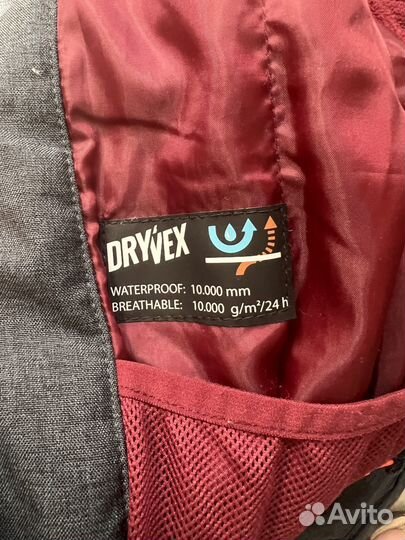 DRYVEX
WATERPROOF: 10.000 mm
BREATHABLE: 10.000 g/m²/24 h
Avito